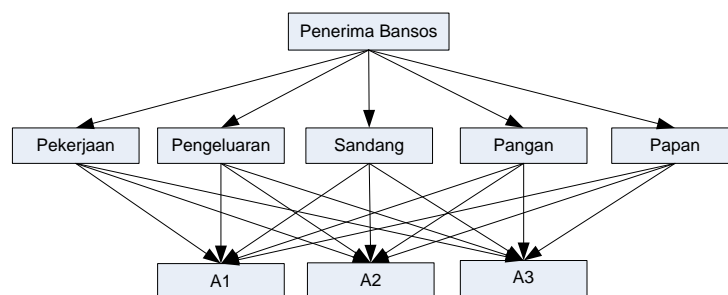 Penerima Bansos
Pekerjaan
Pengeluaran
Sandang
Pangan
Papan
A1
A2
A3